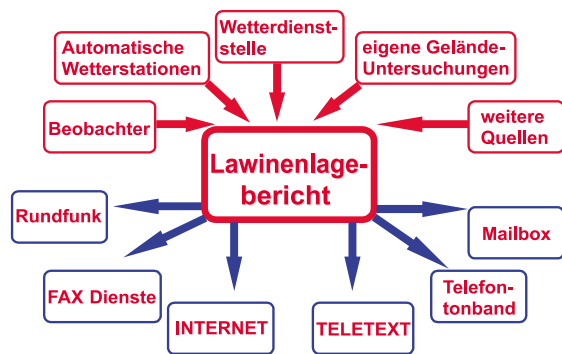 Wetterdienst-
stelle
Automatische
Wetterstationen
eigene Gelände-
Untersuchungen
Beobachter
weitere
Quellen
Lawinenlage-
bericht
Rundfunk
Mailbox
FAX Dienste
Telefon-
tonband
INTERNET
TELETEXT